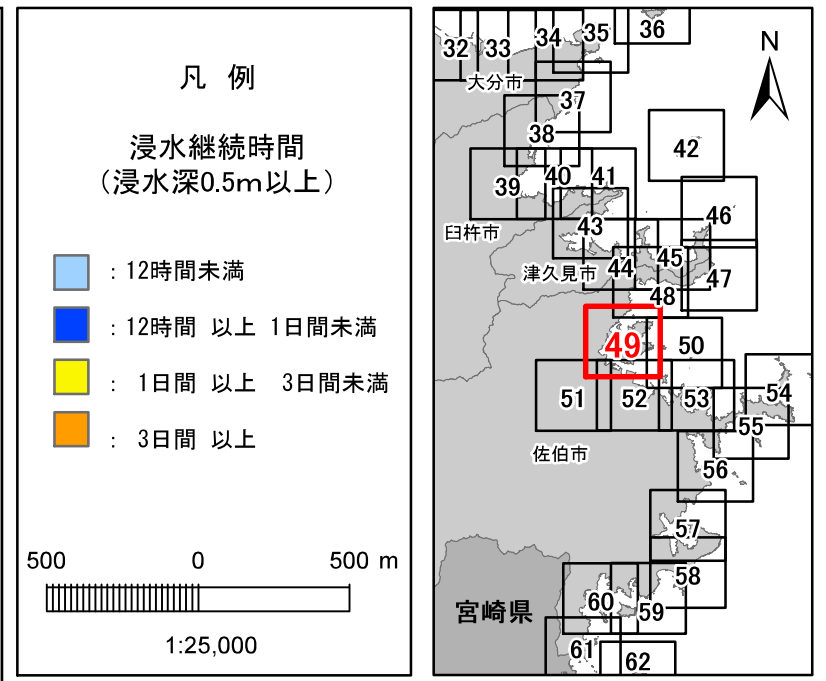 凡 例
浸水継続時間
（浸水深0.5m以上）
：12時間未満
：12時間 以上 1日間未満
： 1日間 以上 3日間未満
： 3日間 以上
500 0 500 m
1:25,000
N
32 33 34 35 36
大分市
37
38
42
39 40 41
臼杵市
43
46
津久見市
44 45
47
48
49 50
51 52 53 54
55
佐伯市
56
57
58
宮崎県
60 59
61
62